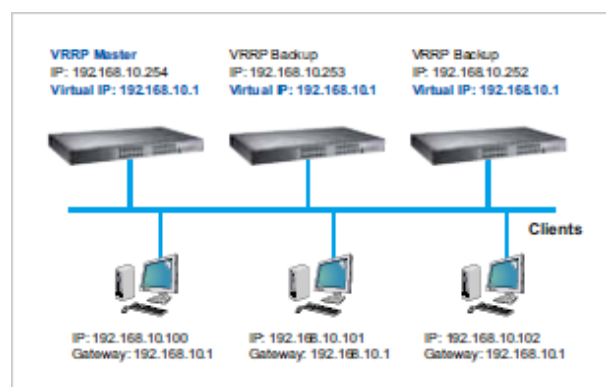 VRRP Master
IP: 192.168.10.254
Virtual IP: 192.168.10.1
VRRP Backup
IP: 192.168.10.253
Virtual IP: 192.168.10.1
VRRP Backup
IP: 192.168.10.252
Virtual IP: 192.168.10.1
Clients
IP: 192.168.10.100
Gateway: 192.168.10.1
IP: 192.168.10.101
Gateway: 192.168.10.1
IP: 192.168.10.102
Gateway: 192.168.10.1